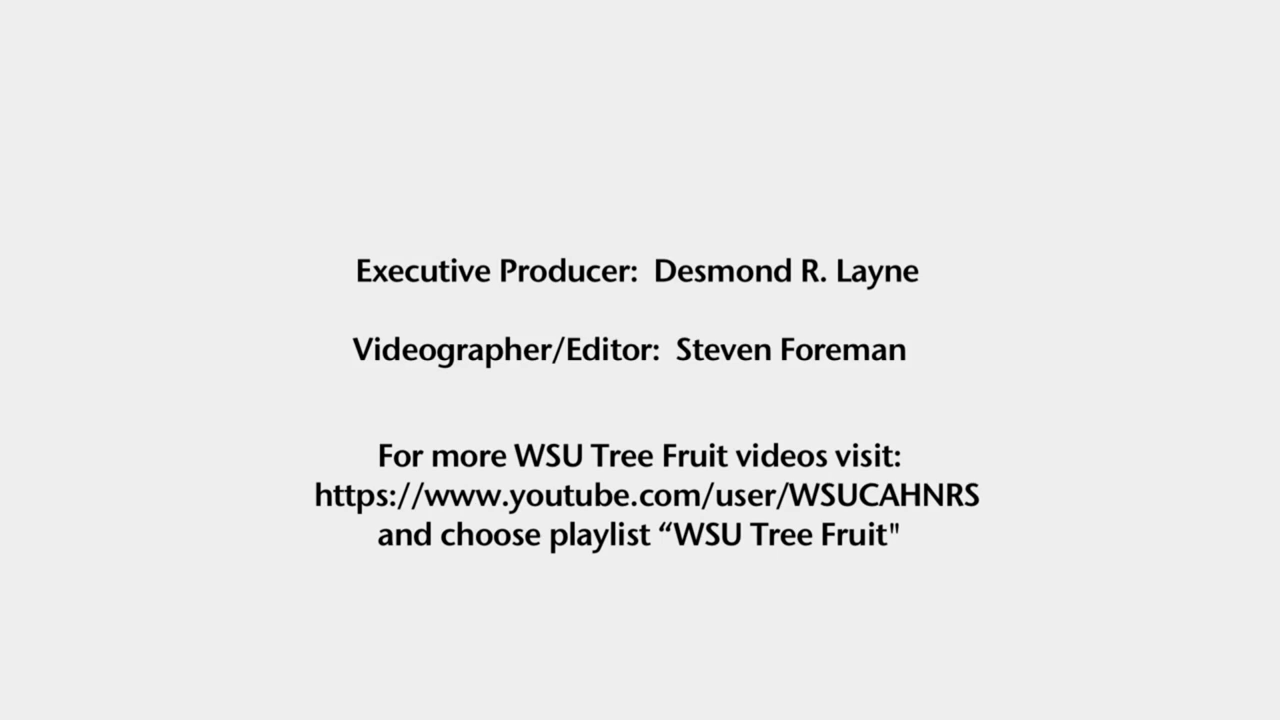 Executive Producer:  Desmond R. Layne
Videographer/Editor:  Steven Foreman
For more WSU Tree Fruit videos visit:
https://www.youtube.com/user/WSUCAHNRS
and choose playlist “WSU Tree Fruit"